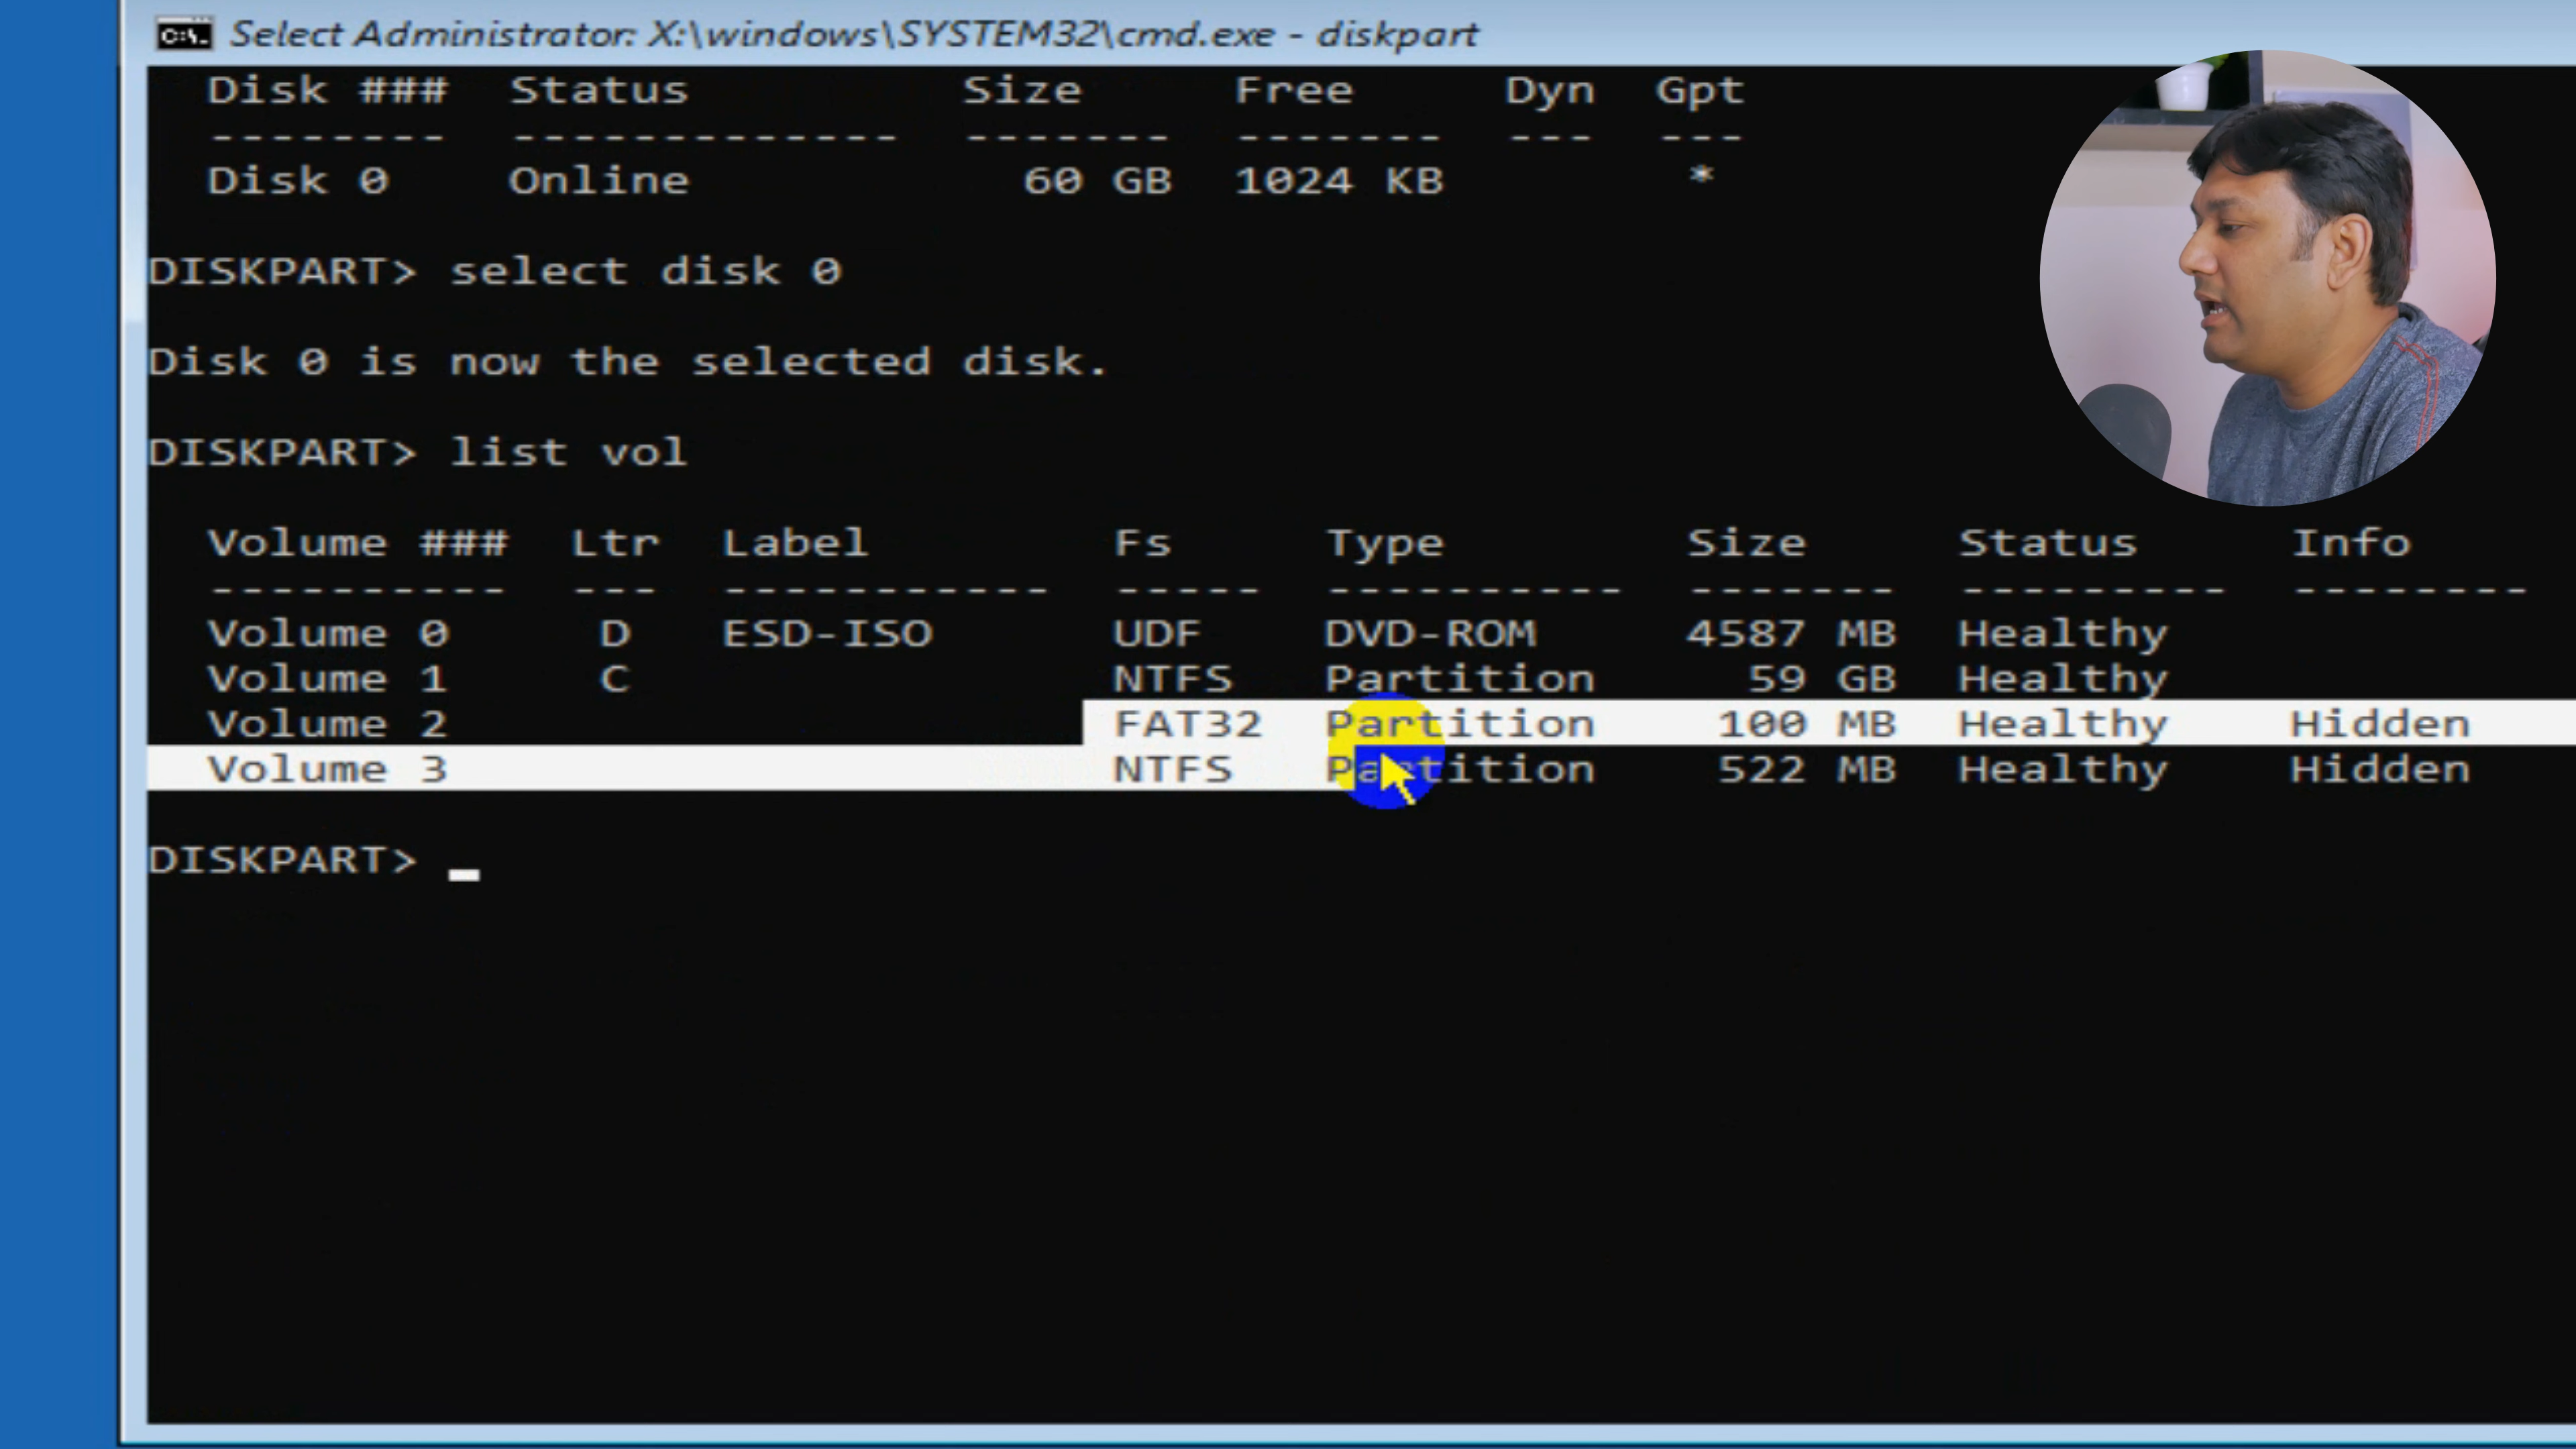 Select Administrator: X:\windows\SYSTEM32\cmd.exe - diskpart
Disk ### Status Size Free Dyn Gpt
-------- ------------- ------- ------- --- ---
Disk 0 Online 60 GB 1024 KB *
DISKPART> select disk 0
Disk 0 is now the selected disk.
DISKPART> list vol
Volume ### Ltr Label Fs Type Size Status Info
---------- --- ----------- ----- ---------- ------- --------- --------
Volume 0 D ESD-ISO UDF DVD-ROM 4587 MB Healthy
Volume 1 C NTFS Partition 59 GB Healthy
Volume 2 FAT32 Partition 100 MB Healthy Hidden
Volume 3 NTFS Partition 522 MB Healthy Hidden
DISKPART> _